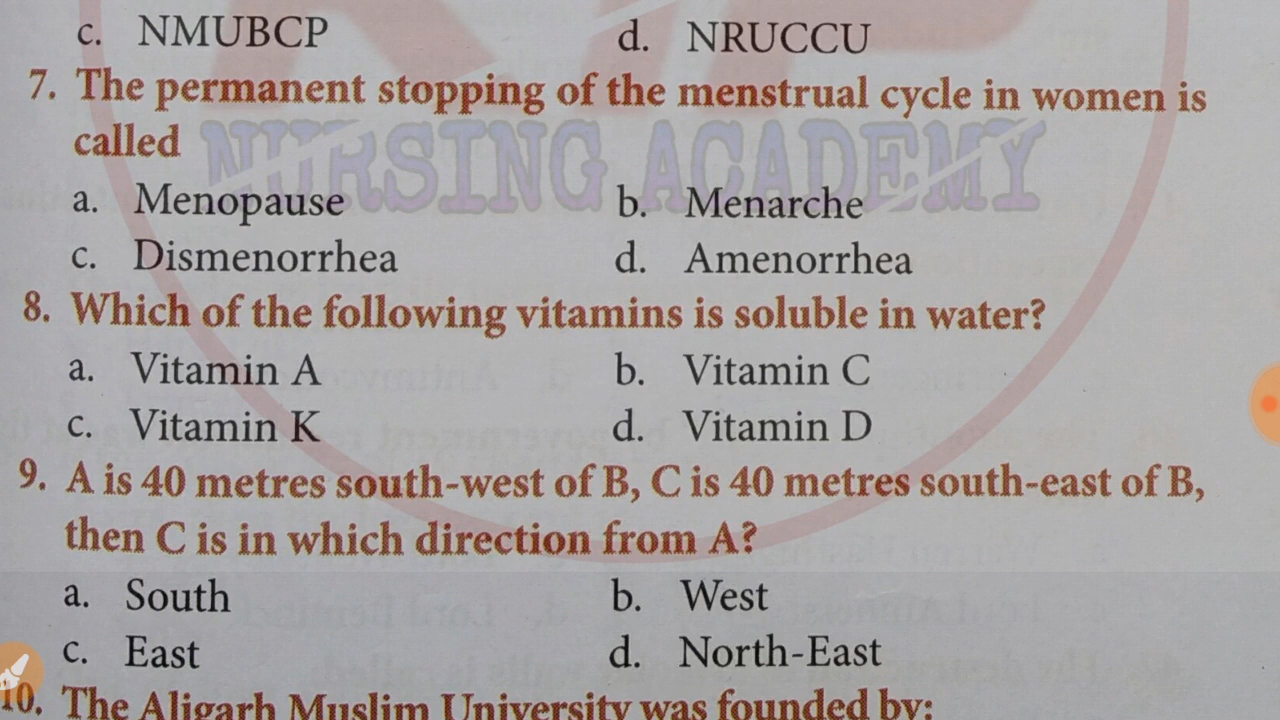 c. NMUBCP d. NRUCCU
7. The permanent stopping of the menstrual cycle in women is
called
NURSING ACADEMY
a. Menopause b. Menarche
c. Dismenorrhea d. Amenorrhea
8. Which of the following vitamins is soluble in water?
a. Vitamin A b. Vitamin C
c. Vitamin K d. Vitamin D
9. A is 40 metres south-west of B, C is 40 metres south-east of B,
then C is in which direction from A?
a. South b. West
c. East d. North-East
10. The Aligarh Muslim University was founded by: